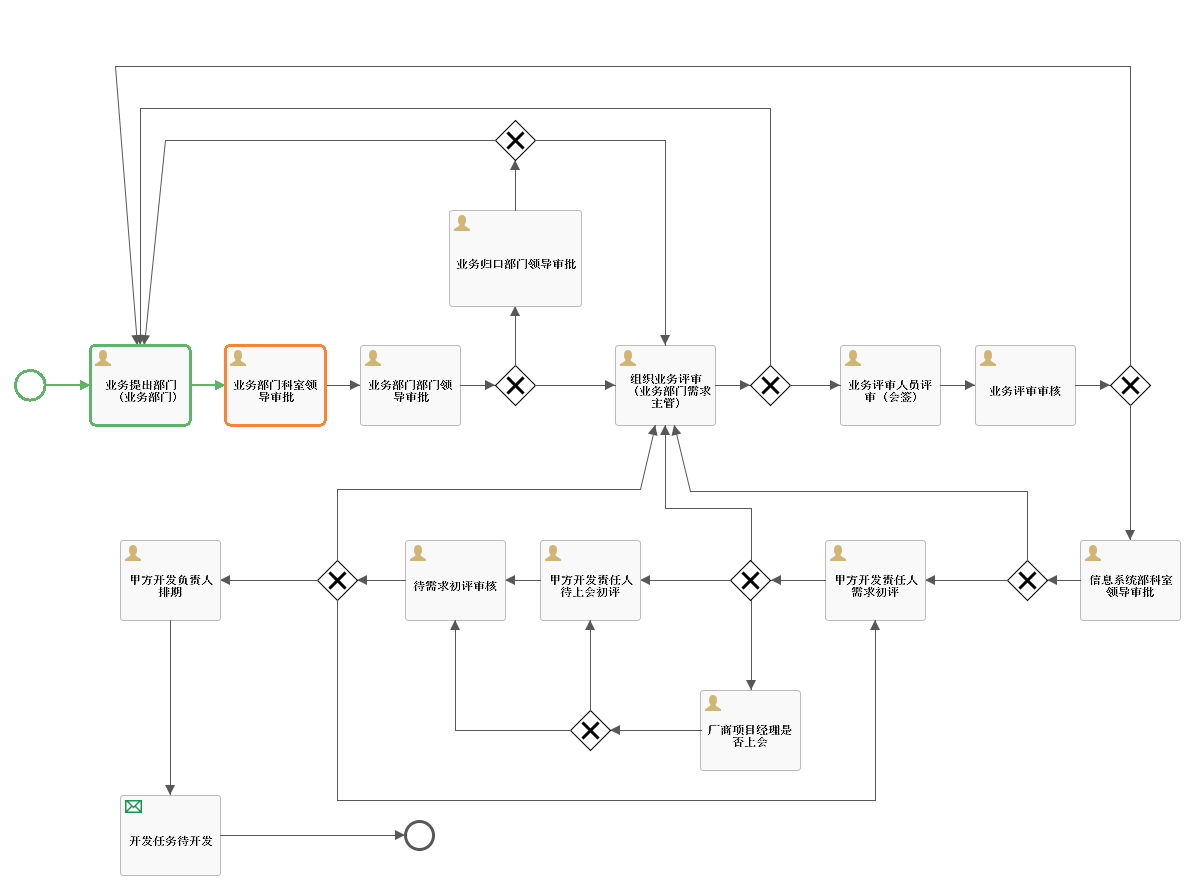 业务归口部门领导审批
业务提出部门
（业务部门）
业务部门科室领
导审批
业务部门部门领
导审批
组织业务评审
（业务部门需求
主管）
业务评审人员评
审（会签）
业务评审审核
甲方开发负责人
排期
待需求初评审核
甲方开发责任人
待上会初评
甲方开发责任人
需求初评
信息系统部科室
领导审批
厂商项目经理是
否上会
开发任务待开发